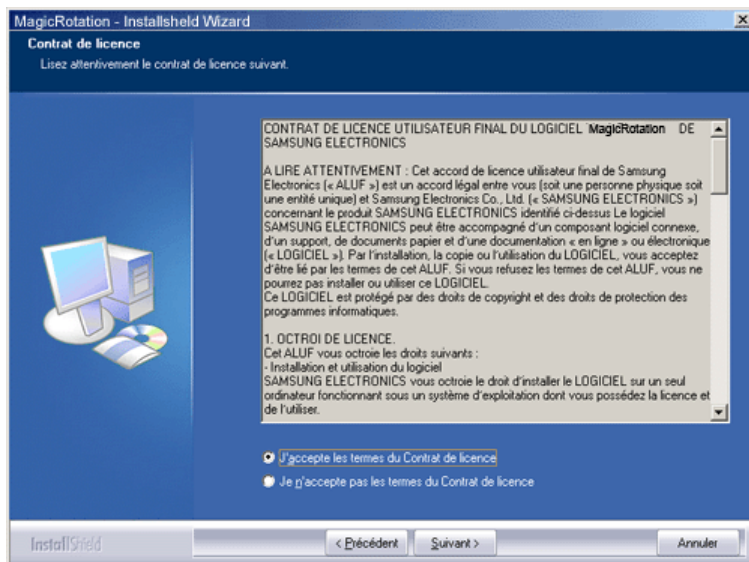 MagicRotation - Installsheld Wizard
Contrat de licence
Lisez attentivement le contrat de licence suivant.
CONTRAT DE LICENCE UTILISATEUR FINAL DU LOGICIEL MagicRotation DE
SAMSUNG ELECTRONICS
A LIRE ATTENTIVEMENT : Cet accord de licence utilisateur final de Samsung
Electronics (« ALUF ») est un accord légal entre vous (soit une personne physique soit
une entité unique) et Samsung Electronics Co., Ltd. (« SAMSUNG ELECTRONICS »)
concernant le produit SAMSUNG ELECTRONICS identifié ci-dessus Le logiciel
SAMSUNG ELECTRONICS peut être accompagné d'un composant logiciel connexe,
d'un support, de documents papier et d'une documentation « en ligne » ou électronique
(« LOGICIEL »). Par l'installation, la copie ou l'utilisation du LOGICIEL, vous acceptez
d'être lié par les termes de cet ALUF. Si vous refusez les termes de cet ALUF, vous ne
pourrez pas installer ou utiliser ce LOGICIEL.
Ce LOGICIEL est protégé par des droits de copyright et des droits de protection des
programmes informatiques.
1. OCTROI DE LICENCE.
Cet ALUF vous octroie les droits suivants :
- Installation et utilisation du logiciel
SAMSUNG ELECTRONICS vous octroie le droit d'installer le LOGICIEL sur un seul
ordinateur fonctionnant sous un système d'exploitation dont vous possédez la licence et
de l'utiliser.
J'accepte les termes du Contrat de licence
Je n'accepte pas les termes du Contrat de licence
InstallShield
< Précédent
Suivant >
Annuler